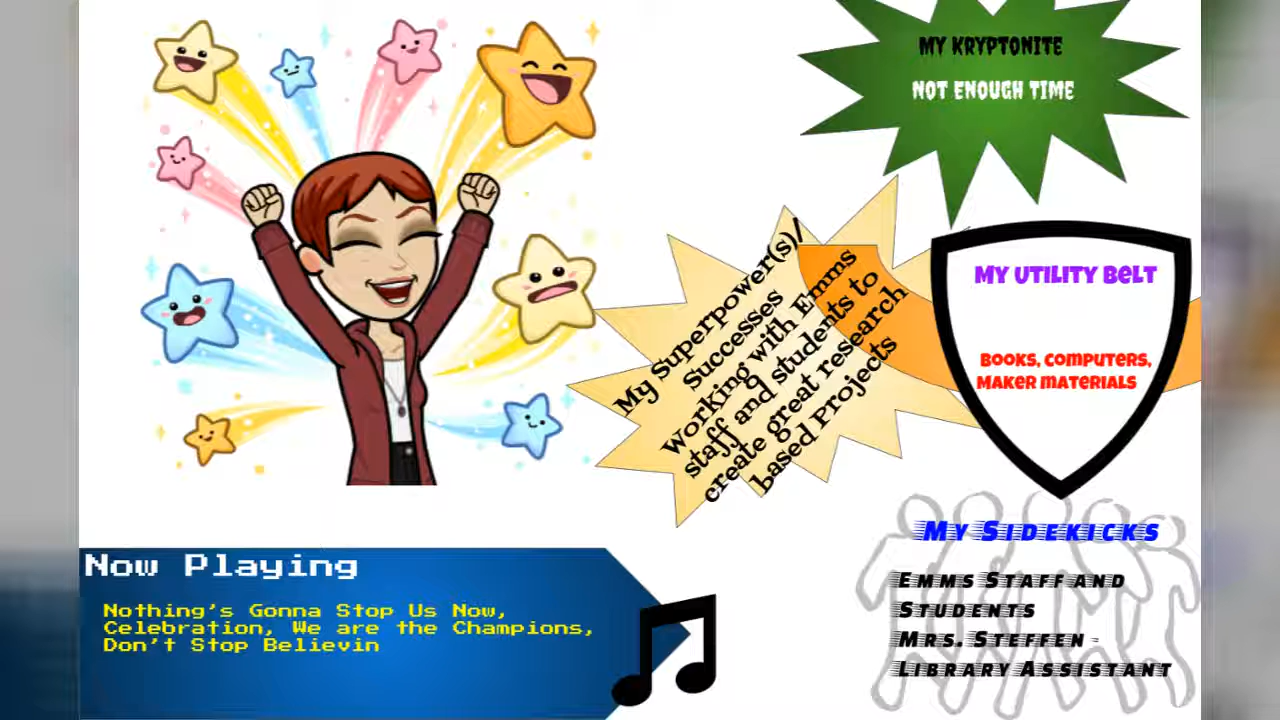 MY KRYPTONITE
NOT ENOUGH TIME
My Superpower(s)/
Successes
Working with Emms
staff and students to
create great research
based Projects
My Utility Belt
Books, computers,
Maker materials
My Sidekicks
Emms Staff and
Students
Mrs. Steffen -
Library Assistant
Now Playing
Nothing's Gonna Stop Us Now,
Celebration, We are the Champions,
Don't Stop Believin